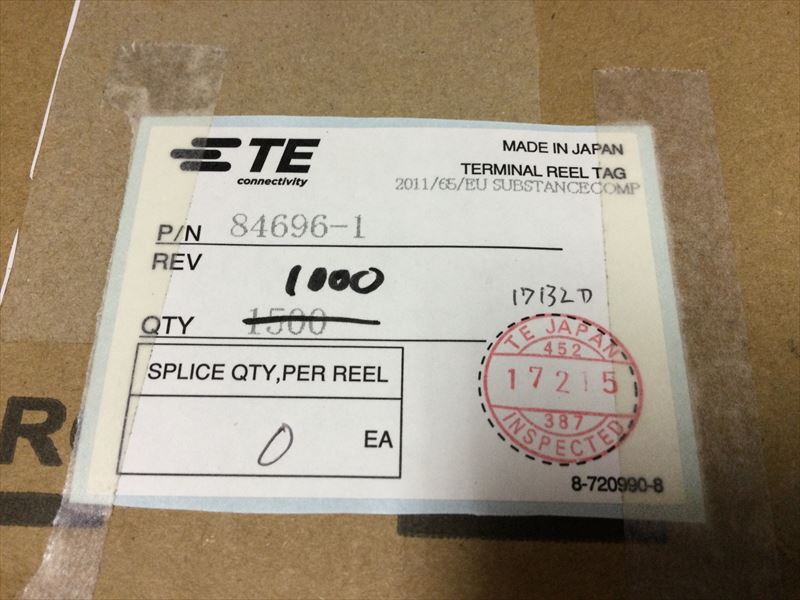 TE
connectivity
MADE IN JAPAN
TERMINAL REEL TAG
2011/65/EU SUBSTANCECOMP
P/N 84696-1
REV
1000
QTY 1500
17132D
SPLICE QTY,PER REEL
0 EA
TE JAPAN
452
17215
387
INSPECTED
8-720990-8